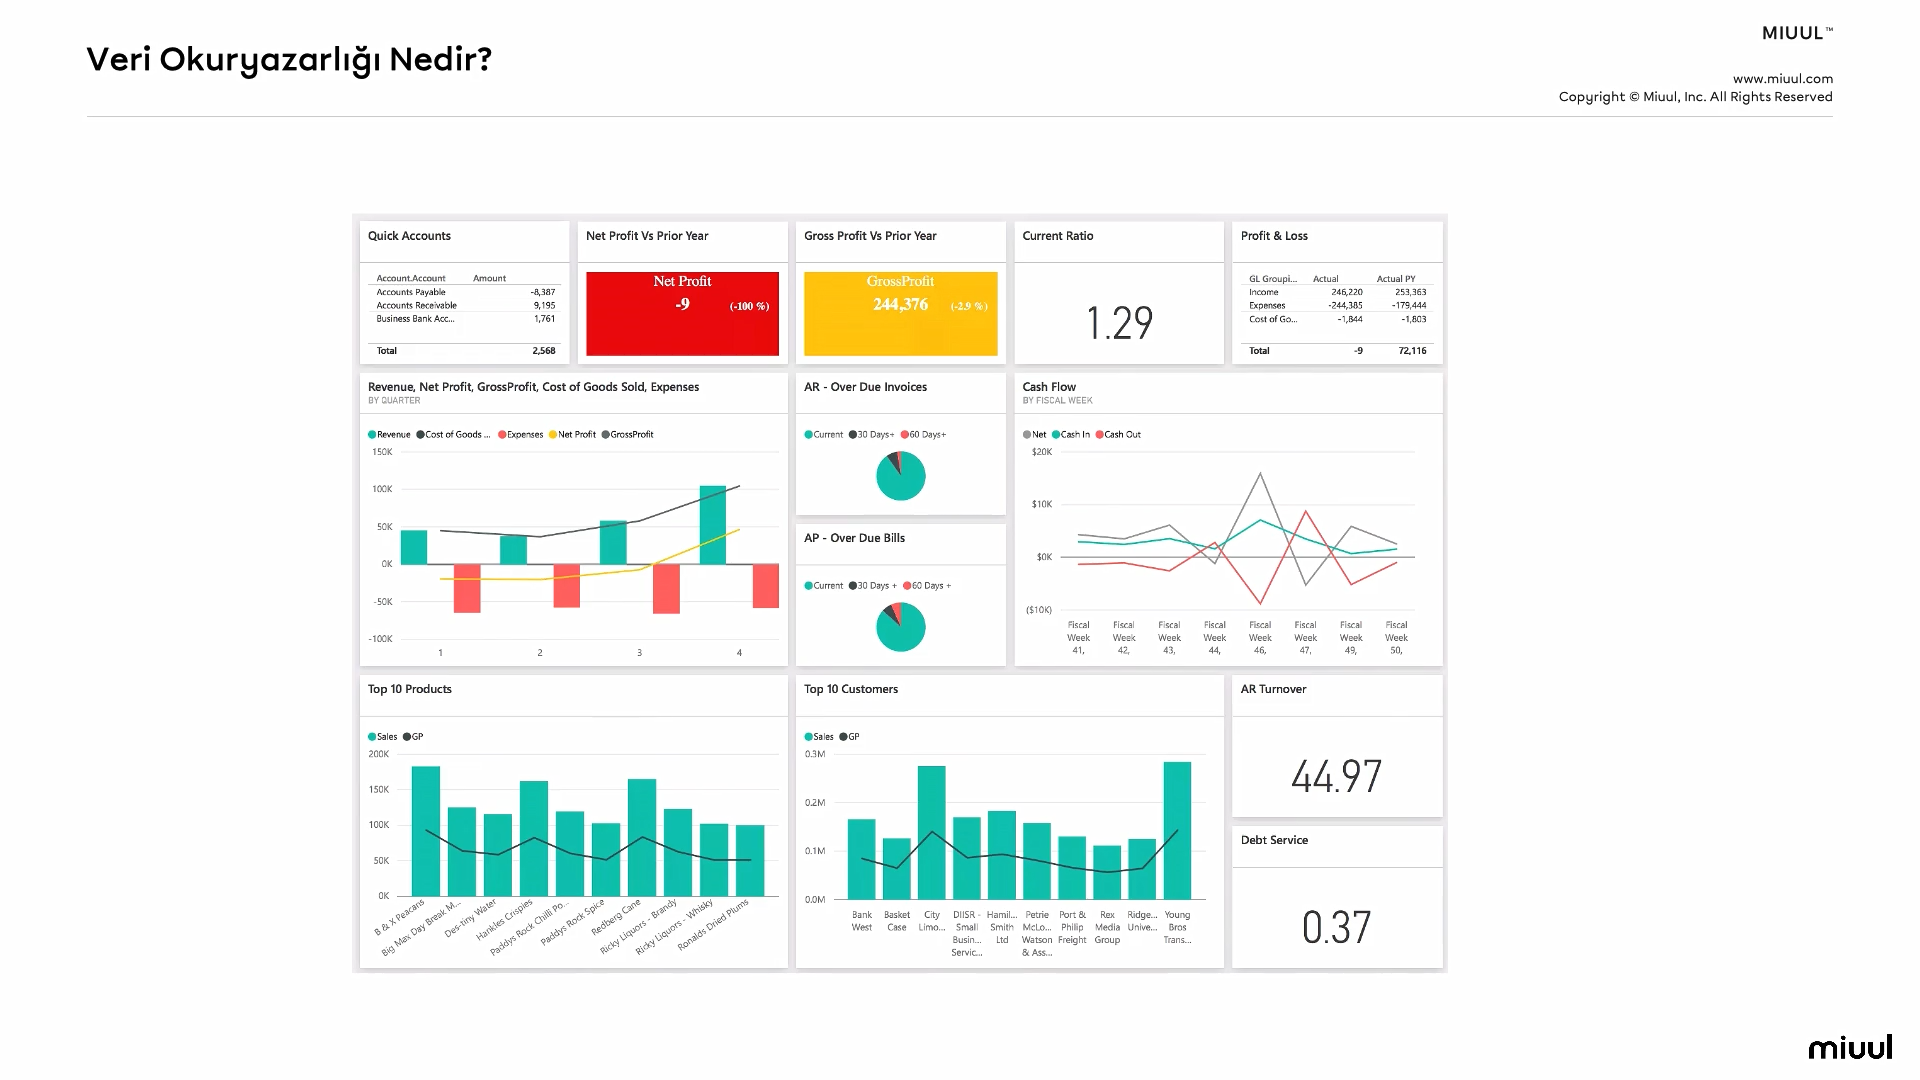 Veri Okuryazarlığı Nedir?
MIUUL™
www.miuul.com
Copyright © Miuul, Inc. All Rights Reserved
Quick Accounts
Account.Account Amount
Accounts Payable -8,387
Accounts Receivable 9,195
Business Bank Acc... 1,761
Total 2,568
Net Profit Vs Prior Year
Net Profit
-9 (-100 %)
Gross Profit Vs Prior Year
GrossProfit
244,376 (-2.9 %)
Current Ratio
1.29
Profit & Loss
GL Groupi... Actual Actual PY
Income 246,220 253,363
Expenses -244,385 -179,444
Cost of Go... -1,844 -1,803
Total -9 72,116
Revenue, Net Profit, GrossProfit, Cost of Goods Sold, Expenses
BY QUARTER
Revenue Cost of Goods ... Expenses Net Profit GrossProfit
150K
100K
50K
0K
-50K
-100K
1 2 3 4
AR - Over Due Invoices
Current 30 Days+ 60 Days+
AP - Over Due Bills
Current 30 Days + 60 Days +
Cash Flow
BY FISCAL WEEK
Net Cash In Cash Out
$20K
$10K
$0K
($10K)
Fiscal Week 41,
Fiscal Week 42,
Fiscal Week 43,
Fiscal Week 44,
Fiscal Week 46,
Fiscal Week 47,
Fiscal Week 49,
Fiscal Week 50,
Top 10 Products
Sales GP
200K
150K
100K
50K
0K
B & X Peacans
Big Max Day Break M...
Des-tiny Water
Hankles Crispies
Paddys Rock Chilli Po...
Paddys Rock Spice
Redberg Cane
Ricky Liquors - Brandy
Ricky Liquors - Whisky
Ronalds Dried Plums
Top 10 Customers
Sales GP
0.3M
0.2M
0.1M
0.0M
Bank West
Basket Case
City Limo...
DIISR - Small Busin... Servic...
Hamil... Smith Ltd
Petrie McLo... Watson & Ass...
Port & Philip Freight
Rex Media Group
Ridge... Unive...
Young Bros Trans...
AR Turnover
44.97
Debt Service
0.37
miuul